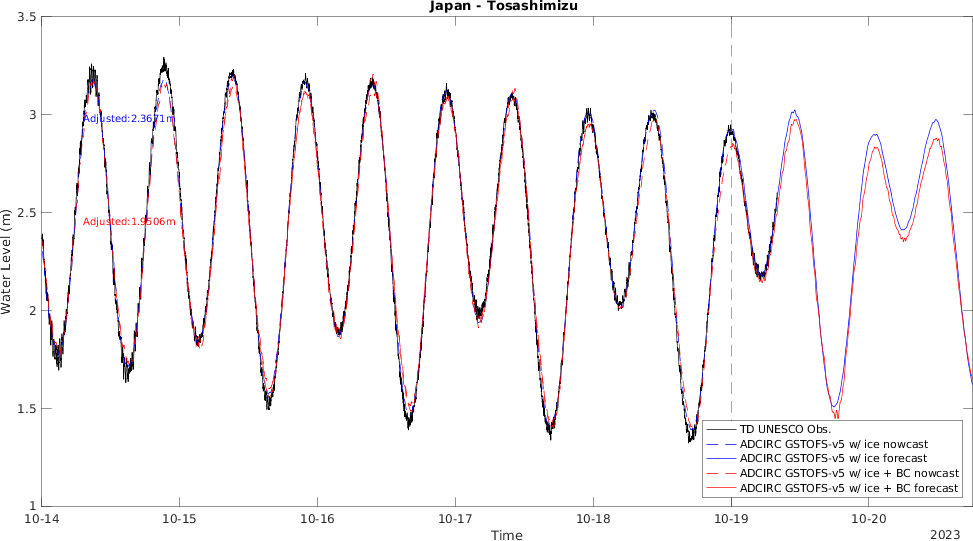 Japan - Tosashimizu
3.5
3
2.5
2
1.5
1
Water Level (m)
Adjusted:2.3671m
Adjusted:1.9506m
TD UNESCO Obs.
ADCIRC GSTOFS-v5 w/ ice nowcast
ADCIRC GSTOFS-v5 w/ ice forecast
ADCIRC GSTOFS-v5 w/ ice + BC nowcast
ADCIRC GSTOFS-v5 w/ ice + BC forecast
10-14
10-15
10-16
10-17
10-18
10-19
10-20
Time
2023